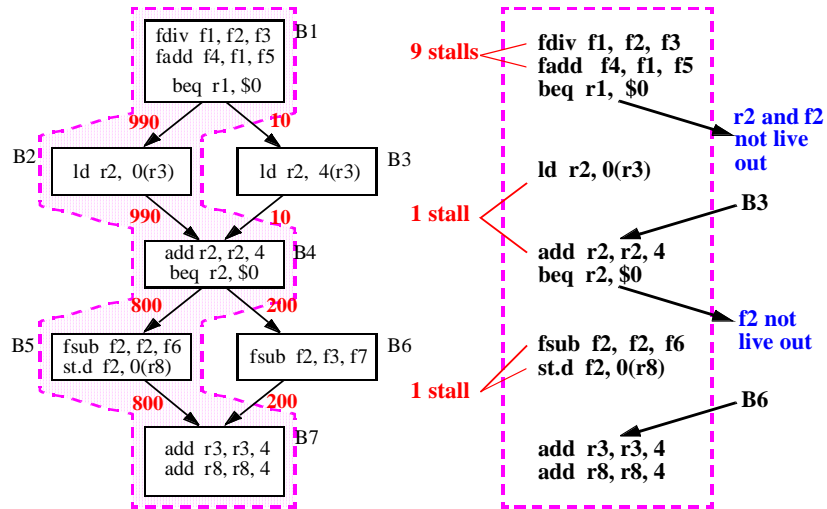 B1
fdiv f1, f2, f3
fadd f4, f1, f5
beq r1, $0
990
10
B2
ld r2, 0(r3)
ld r2, 4(r3)
B3
990
10
add r2, r2, 4
beq r2, $0
B4
800
200
B5
fsub f2, f2, f6
st.d f2, 0(r8)
fsub f2, f3, f7
B6
800
200
B7
add r3, r3, 4
add r8, r8, 4
9 stalls
fdiv f1, f2, f3
fadd f4, f1, f5
beq r1, $0
r2 and f2
not live
out
ld r2, 0(r3)
1 stall
B3
add r2, r2, 4
beq r2, $0
f2 not
live out
fsub f2, f2, f6
st.d f2, 0(r8)
1 stall
B6
add r3, r3, 4
add r8, r8, 4